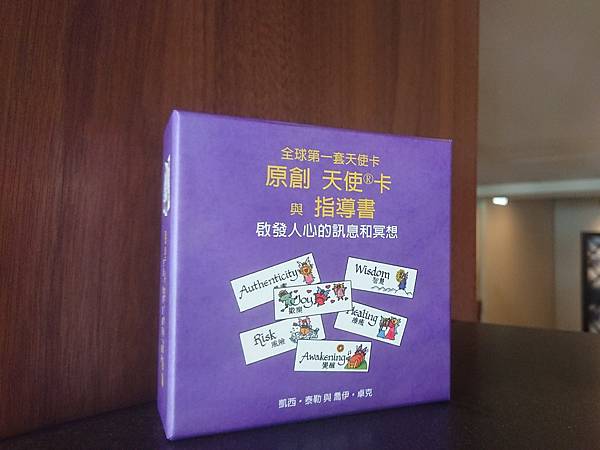 全球第一套天使卡
原創 天使®卡
與 指導書
啟發人心的訊息和冥想
Authenticity
Wisdom
智慧
Joy
歡樂
Healing
療癒
Risk
風險
Awakening
覺醒
凱西·泰勒 與 喬伊·卓克